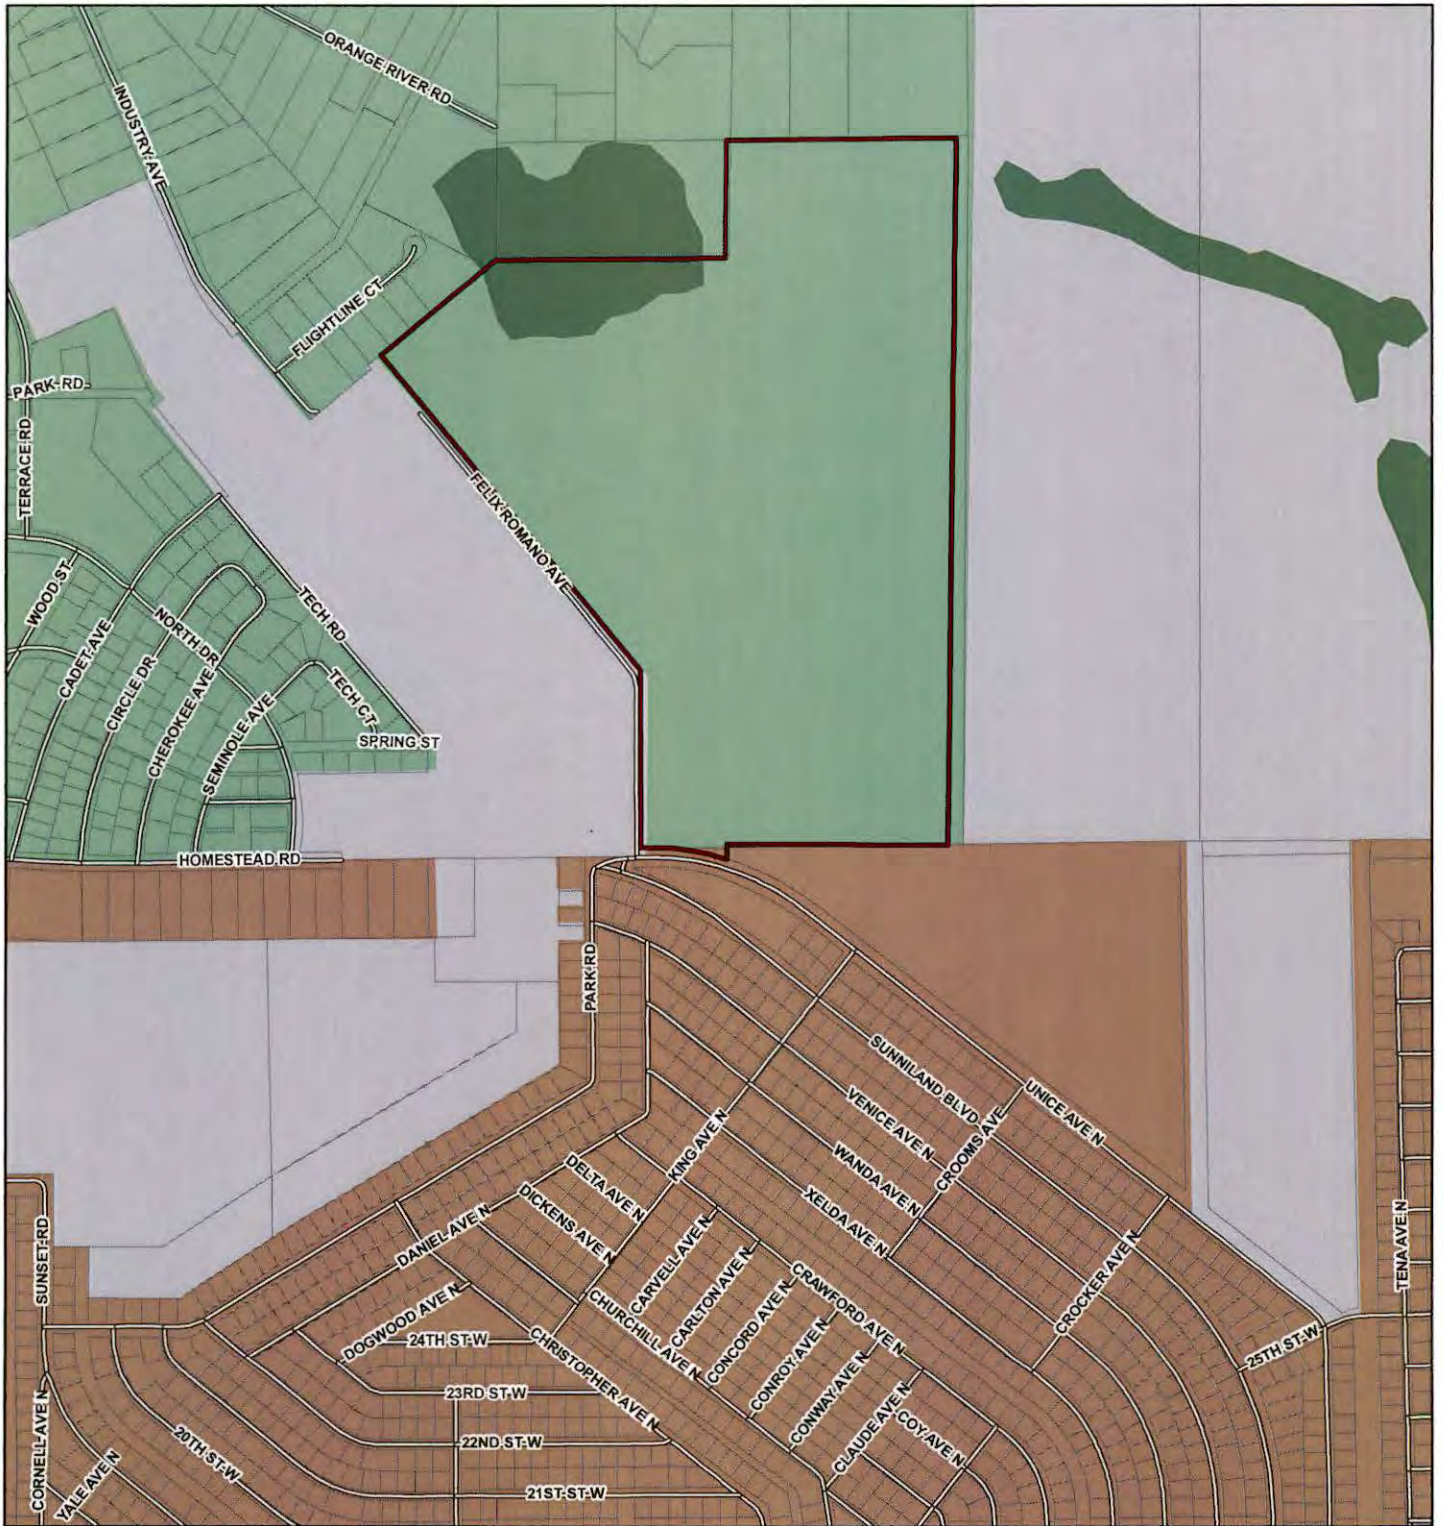 ORANGE RIVER RD
INDUSTRY AVE
FLIGHTLINE CT
PARK RD
TERRACE RD
FELIX ROMANO AVE
WOOD ST
TECH RD
NORTH DR
CADET AVE
CIRCLE DR
CHEROKEE AVE
TECH CT
SEMINOLE AVE
SPRING ST
HOMESTEAD RD
PARK RD
SUNNILAND BLVD
UNICE AVE N
VENICE AVE N
CROOMS AVE
KING AVE N
WANDA AVE N
DELTA AVE N
XELDA AVE N
DICKENS AVE N
DANIEL AVE N
SUNSET RD
TENA AVE N
CARVELL AVE N
CARLTON AVE N
CRAWFORD AVE N
CROCKER AVE N
CONCORD AVE N
CHURCHILL AVE N
DOGWOOD AVE N
24TH ST W
CHRISTOPHER AVE N
CONROY AVE N
25TH ST W
23RD ST W
CONWAY AVE N
CLAUDE AVE N
COY AVE N
CORNELL AVE N
20TH ST W
22ND ST W
YALE AVE N
21ST ST W